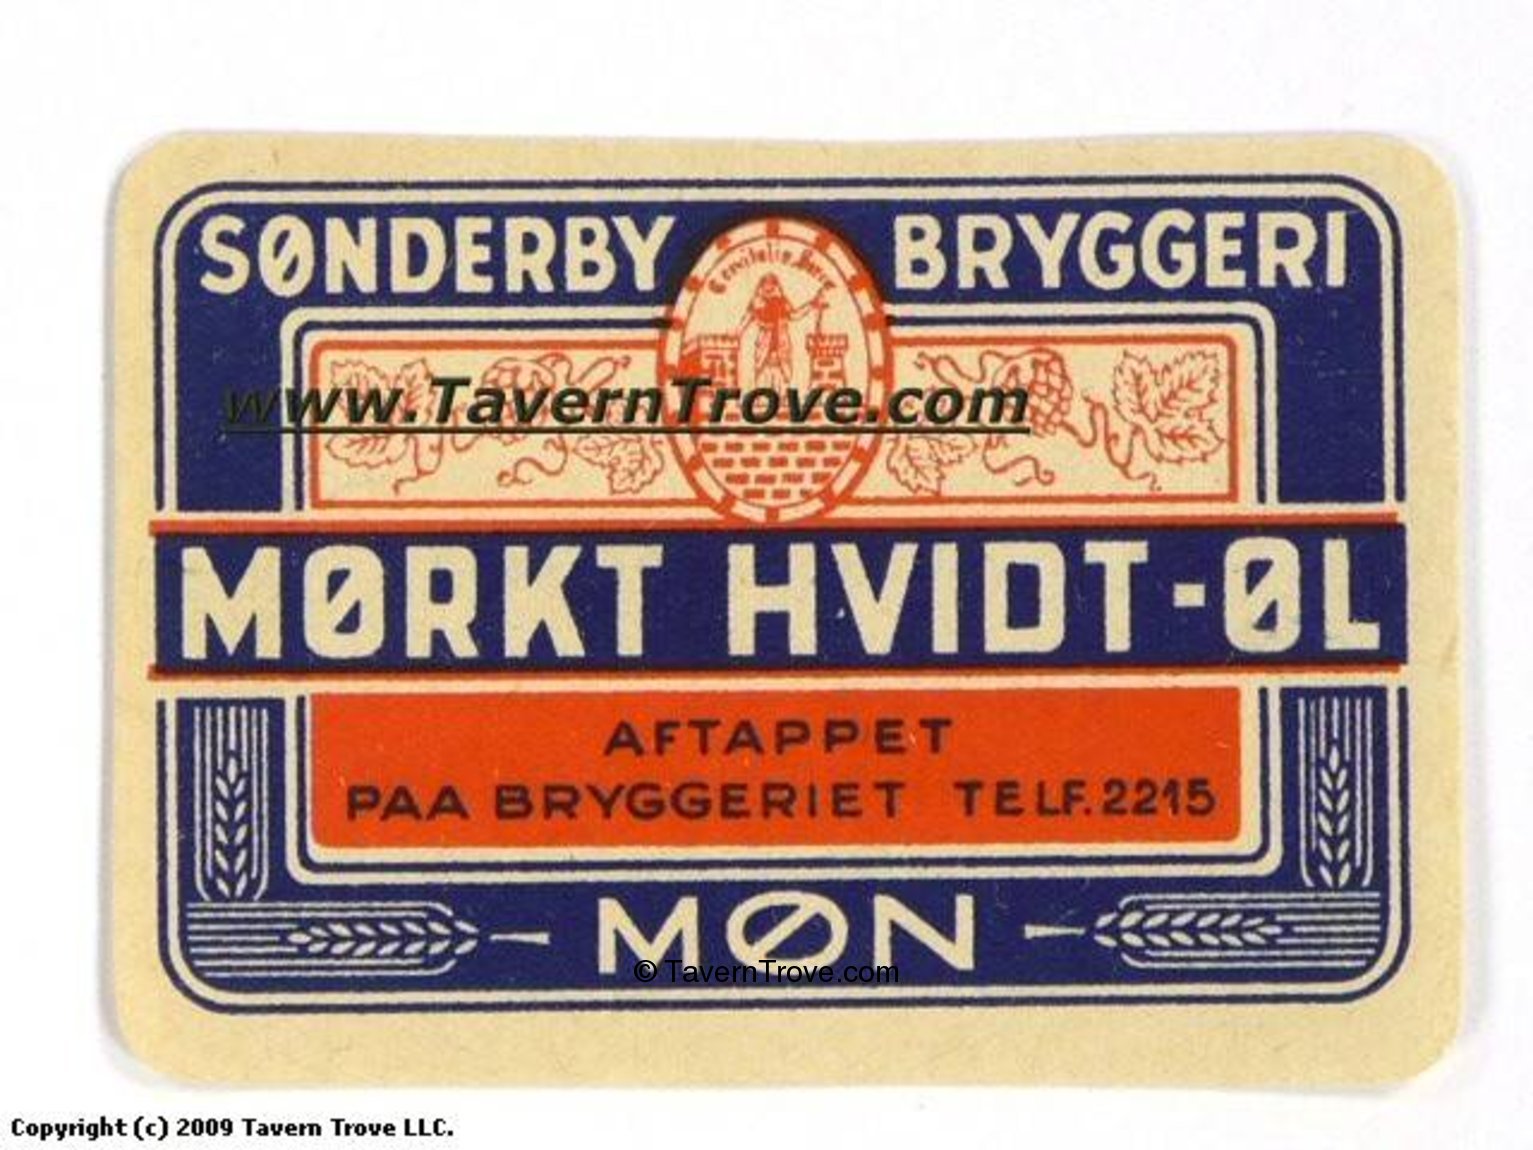 SØNDERBY BRYGGERI
www.TavernTrove.com
MØRKT HVIDT-ØL
AFTAPPET
PAA BRYGGERIET TELF. 2215
MØN
© TavernTrove.com
Copyright (c) 2009 Tavern Trove LLC.